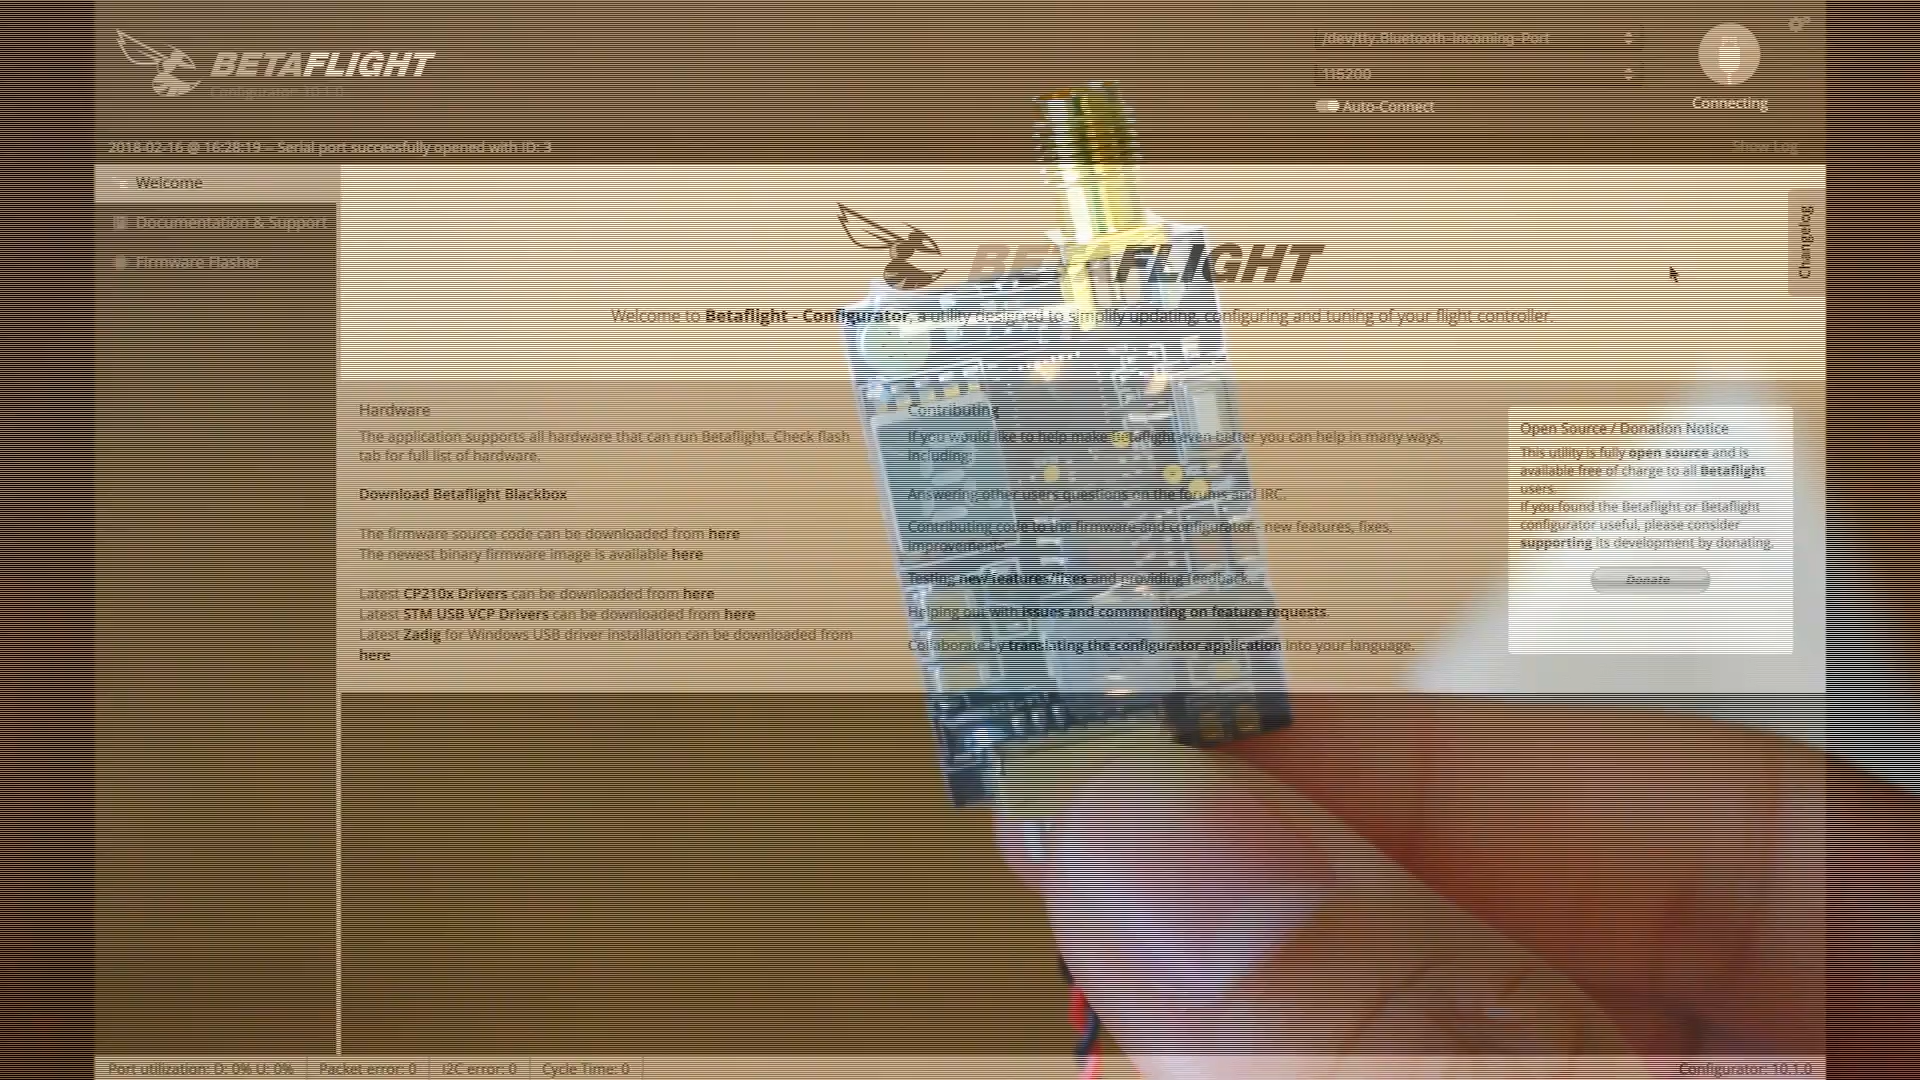 BETAFLIGHT
Configurator: 10.1.0
/dev/tty.Bluetooth-Incoming-Port
115200
Auto-Connect
Connecting
2018-02-16 @ 16:28:19 -- Serial port successfully opened with ID: 3
Show Log
Welcome
Documentation & Support
Firmware Flasher
Changelog
BETAFLIGHT
Welcome to Betaflight - Configurator, a utility designed to simplify updating, configuring and tuning of your flight controller.
Hardware
The application supports all hardware that can run Betaflight. Check flash
tab for full list of hardware.
Download Betaflight Blackbox
The firmware source code can be downloaded from here
The newest binary firmware image is available here
Latest CP210x Drivers can be downloaded from here
Latest STM USB VCP Drivers can be downloaded from here
Latest Zadig for Windows USB driver installation can be downloaded from
here
Contributing
If you would like to help make Betaflight even better you can help in many ways,
including:
Answering other users questions on the forums and IRC.
Contributing code to the firmware and configurator - new features, fixes,
improvements
Testing new features/fixes and providing feedback.
Helping out with issues and commenting on feature requests.
Collaborate by translating the configurator application into your language.
Open Source / Donation Notice
This utility is fully open source and is
available free of charge to all Betaflight
users.
If you found the Betaflight or Betaflight
configurator useful, please consider
supporting its development by donating.
Donate
Port utilization: D: 0% U: 0%
Packet error: 0
I2C error: 0
Cycle Time: 0
Configurator: 10.1.0